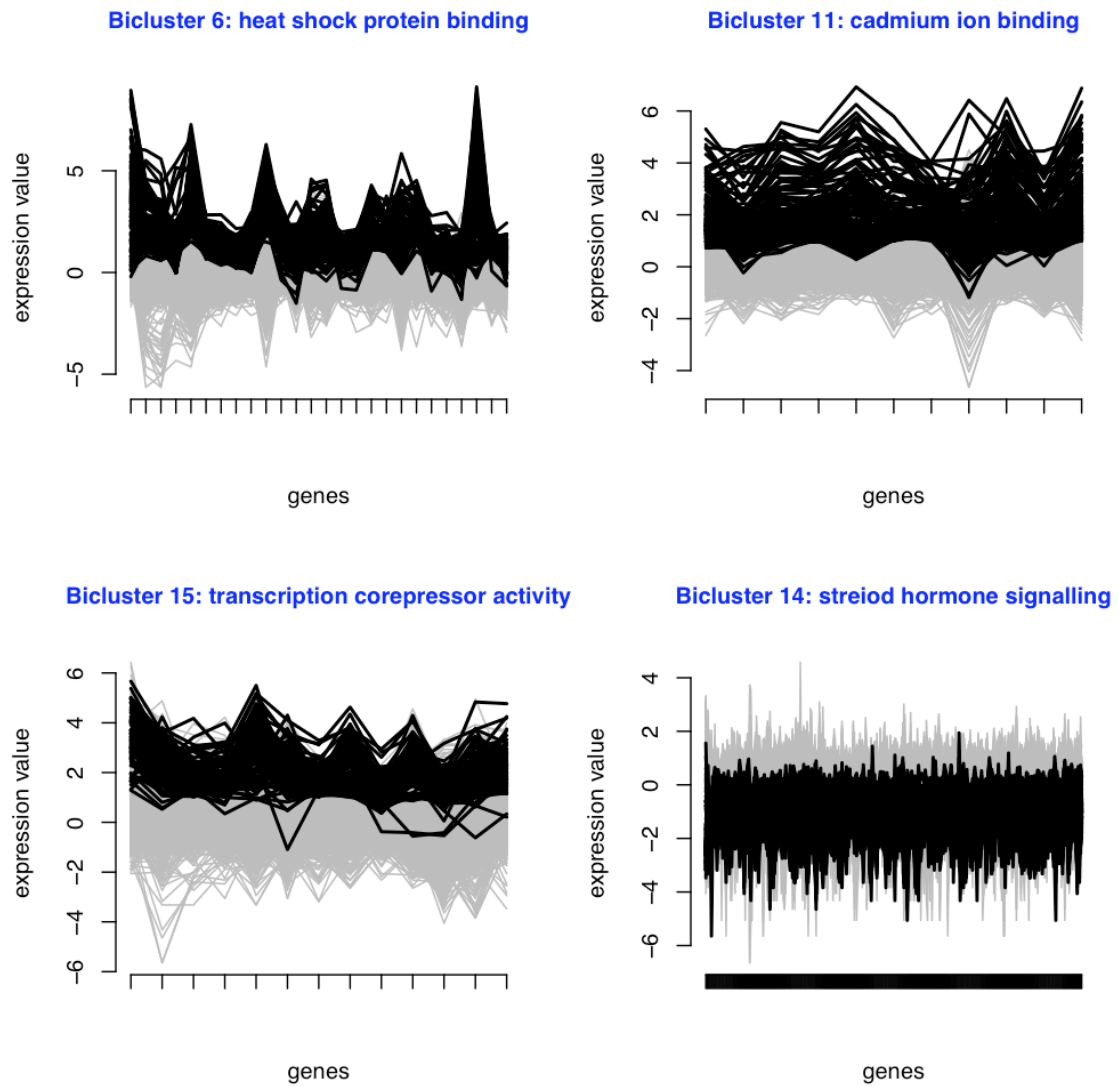 Bicluster 6: heat shock protein binding
expression value
5
0
−5
genes
Bicluster 11: cadmium ion binding
expression value
6
4
2
0
−2
−4
genes
Bicluster 15: transcription corepressor activity
expression value
6
4
2
0
−2
−4
−6
genes
Bicluster 14: streiod hormone signalling
expression value
4
2
0
−2
−4
−6
genes